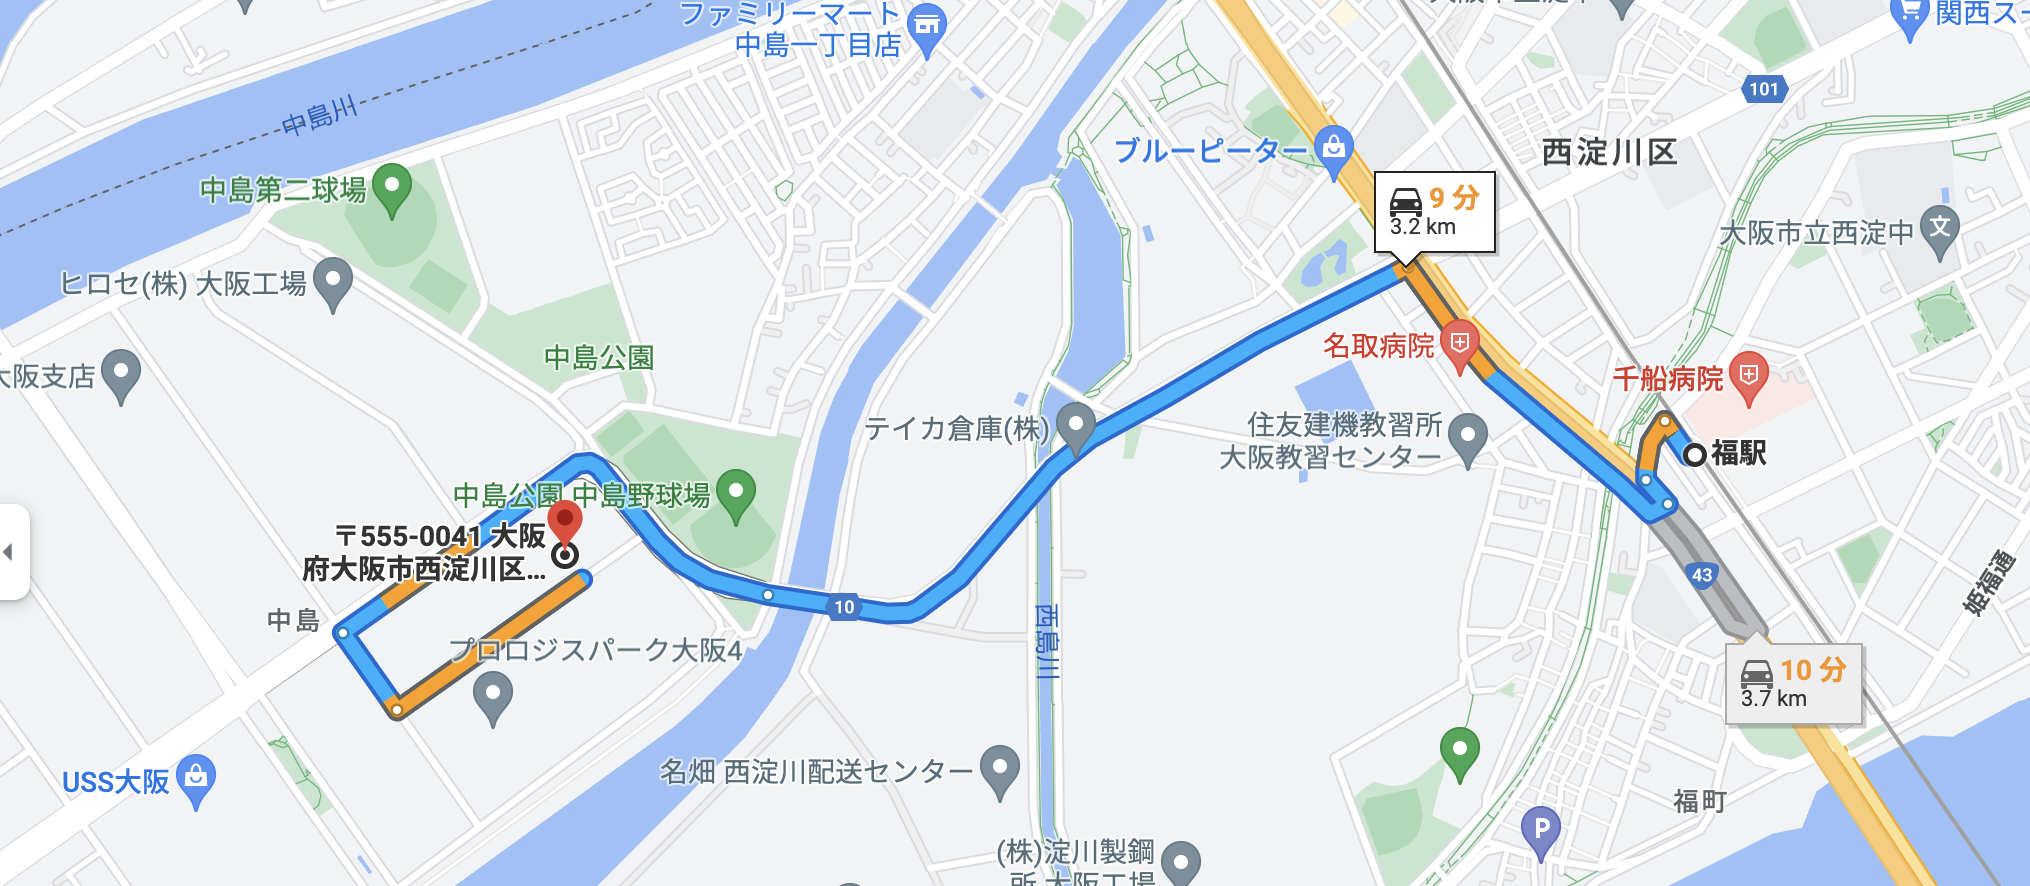 ファミリーマート
中島一丁目店
関西スー
101
中島川
ブルーピーター
西淀川区
中島第二球場
9 分
3.2 km
大阪市立西淀中
文
ヒロセ(株) 大阪工場
中島公園
名取病院
大阪支店
千船病院
テイカ倉庫(株)
住友建機教習所
大阪教習センター
福駅
中島公園 中島野球場
〒555-0041 大阪
府大阪市西淀川区...
43
姫福通
10
中島
西島川
プロロジスパーク大阪4
10 分
3.7 km
USS大阪
名畑 西淀川配送センター
福町
P
(株)淀川製鋼
所 大阪工場